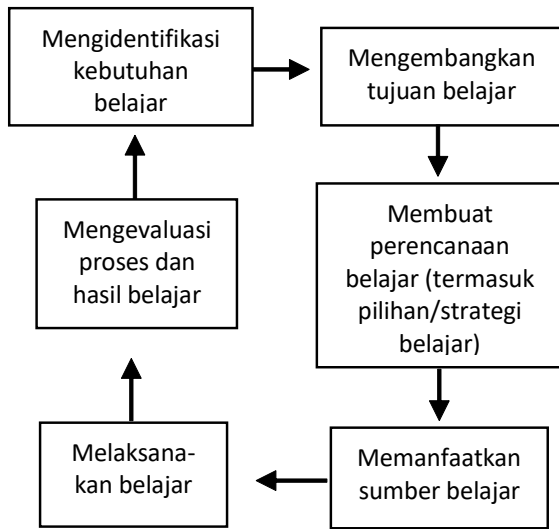 Mengidentifikasi
kebutuhan
belajar
Mengembangkan
tujuan belajar
Membuat
perencanaan
belajar (termasuk
pilihan/strategi
belajar)
Memanfaatkan
sumber belajar
Melaksana-
kan belajar
Mengevaluasi
proses dan
hasil belajar